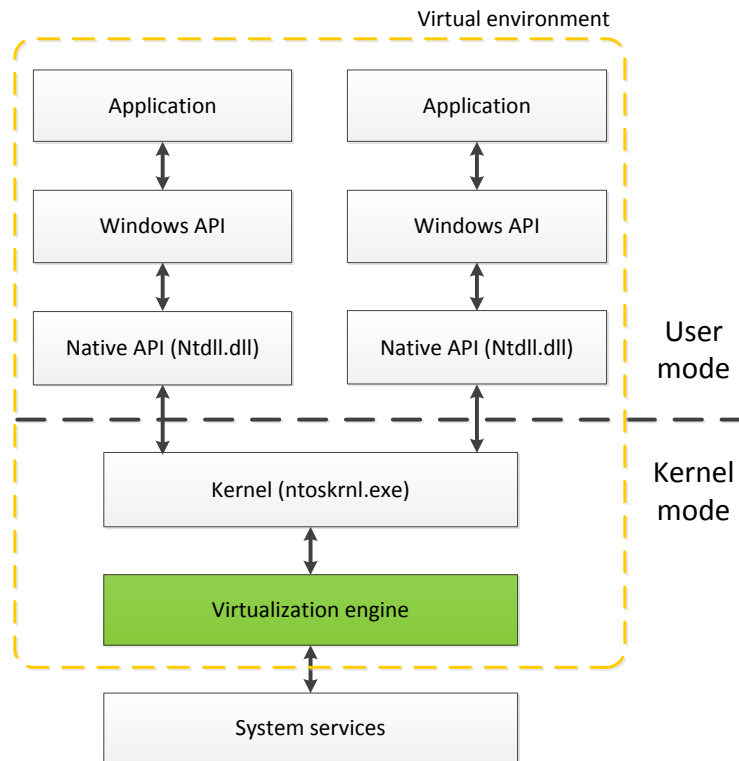 Virtual environment
Application
Application
Windows API
Windows API
Native API (Ntdll.dll)
Native API (Ntdll.dll)
User
mode
Kernel (ntoskrnl.exe)
Kernel
mode
Virtualization engine
System services